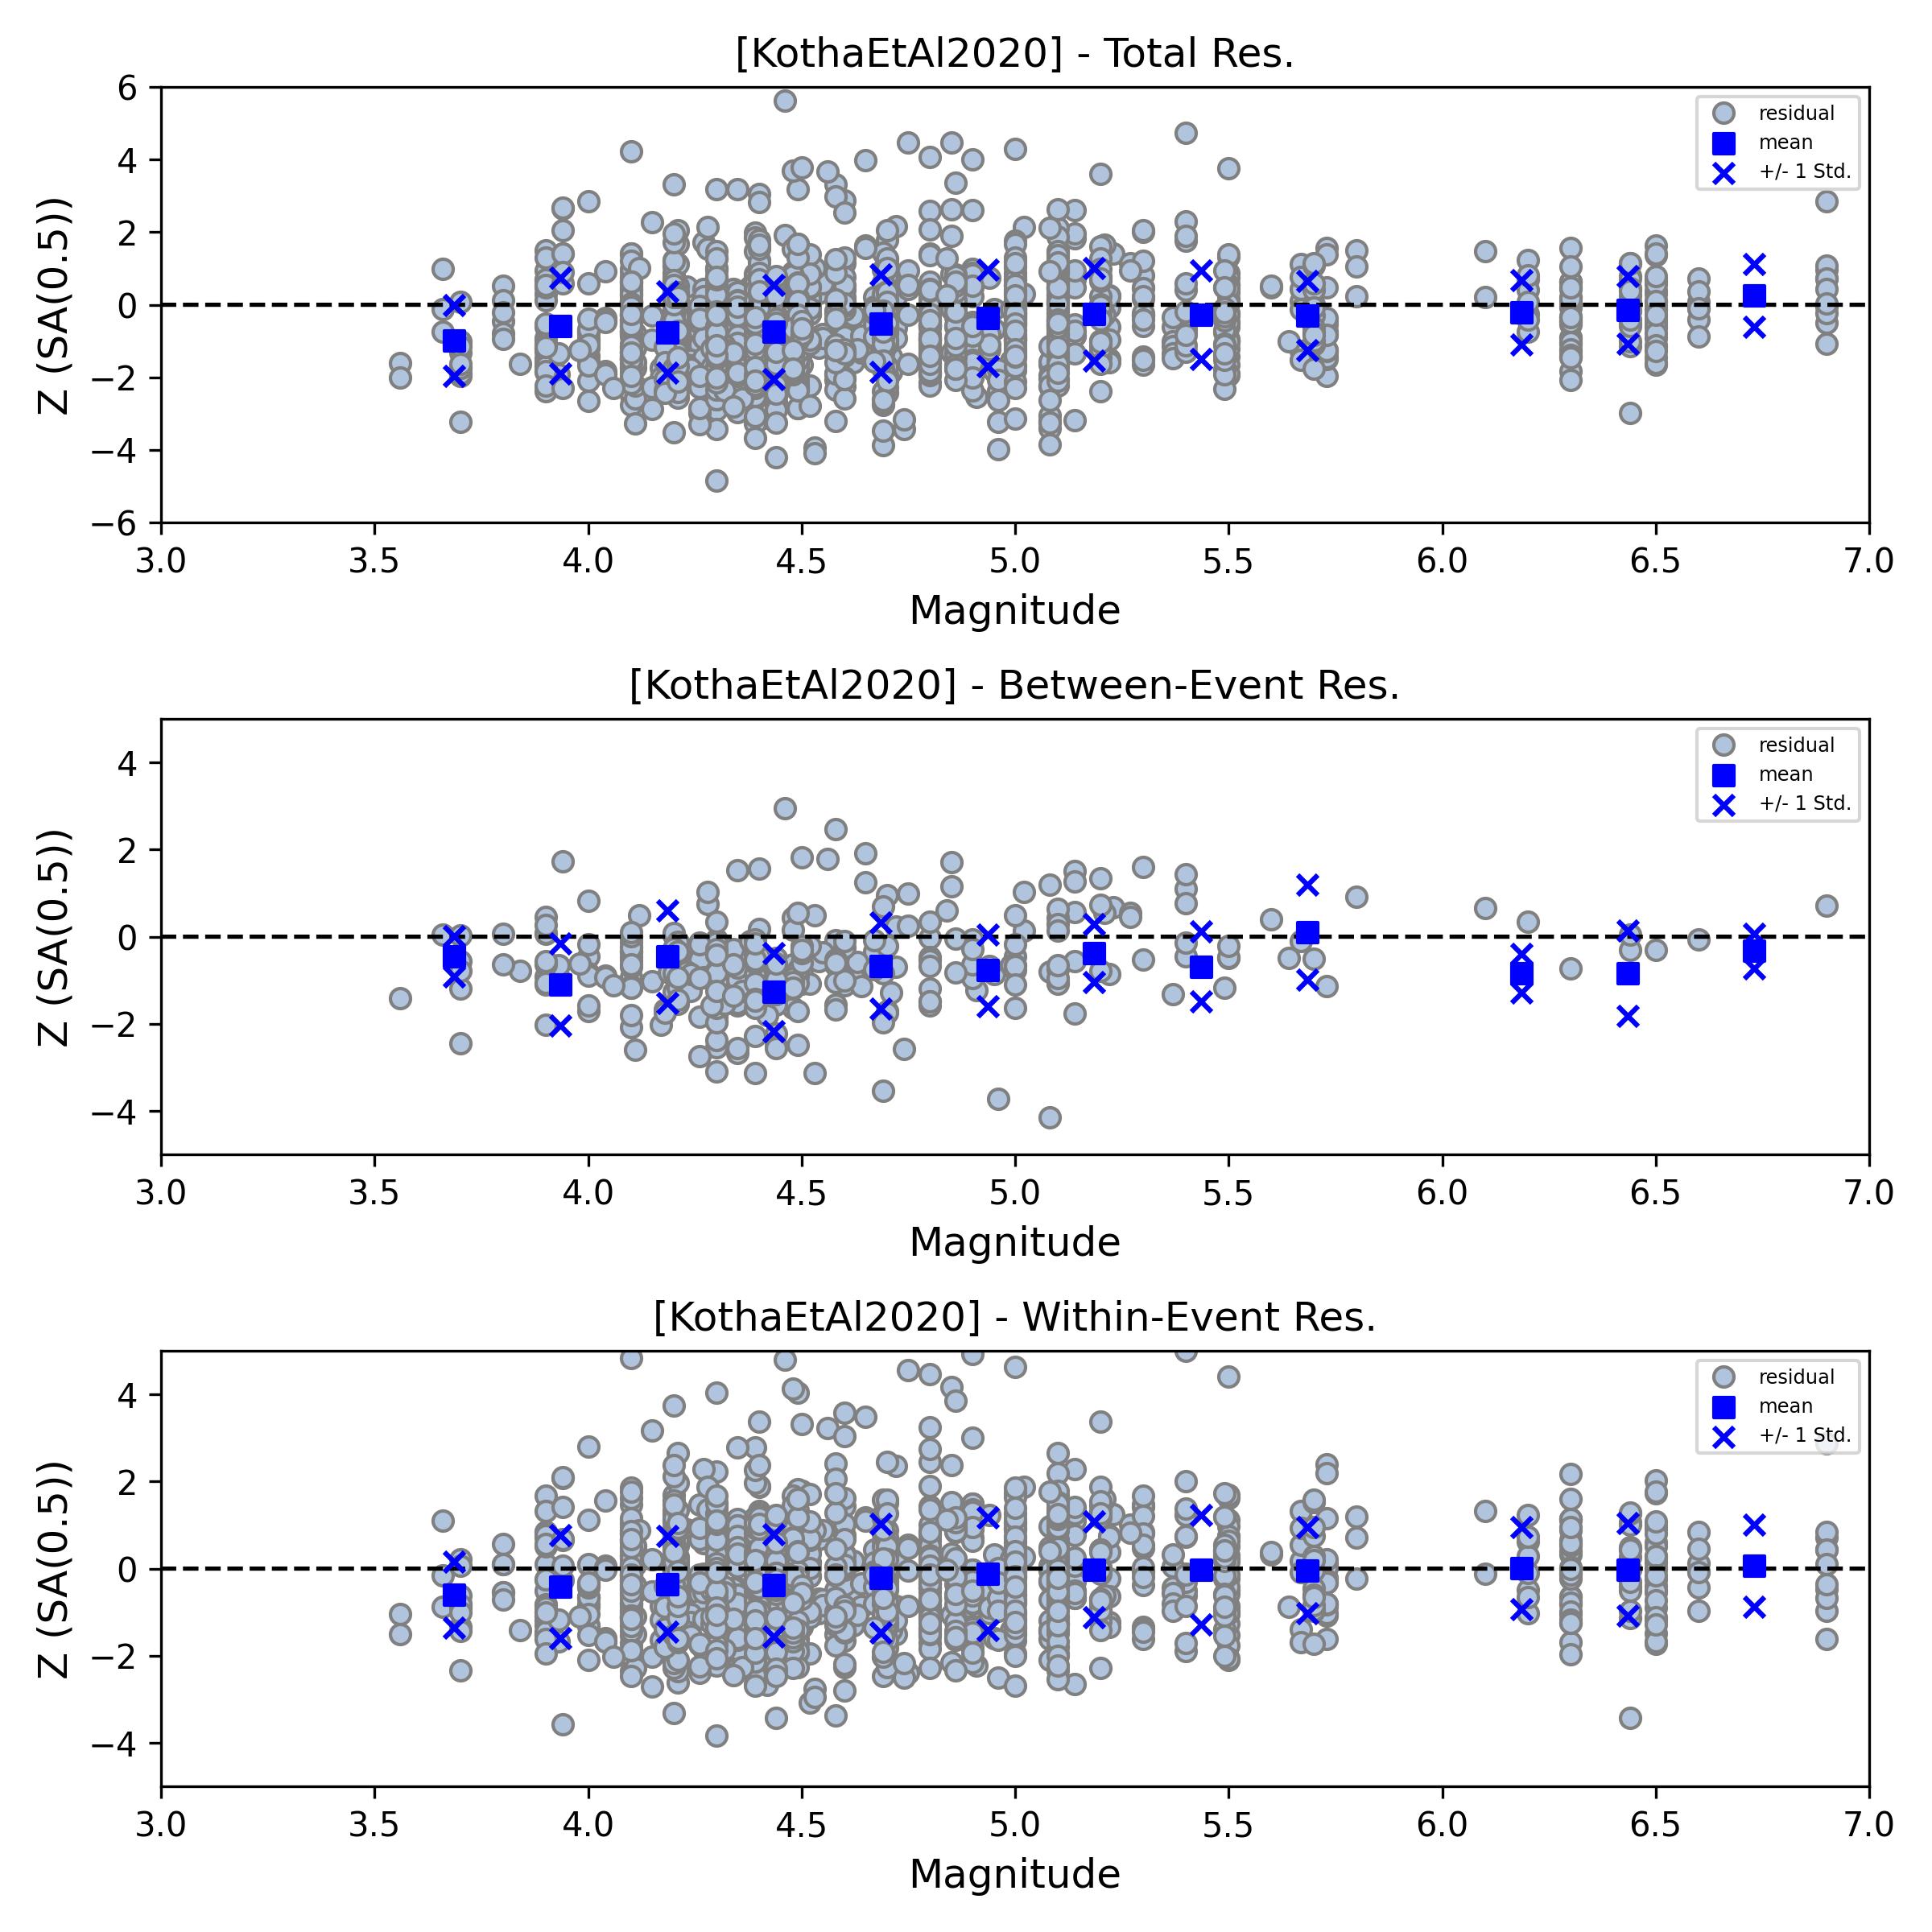 [KothaEtAl2020] - Total Res.
6
4
2
0
−2
−4
−6
Z (SA(0.5))
residual
mean
+/- 1 Std.
3.0 3.5 4.0 4.5 5.0 5.5 6.0 6.5 7.0
Magnitude
[KothaEtAl2020] - Between-Event Res.
4
2
0
−2
−4
Z (SA(0.5))
residual
mean
+/- 1 Std.
3.0 3.5 4.0 4.5 5.0 5.5 6.0 6.5 7.0
Magnitude
[KothaEtAl2020] - Within-Event Res.
4
2
0
−2
−4
Z (SA(0.5))
residual
mean
+/- 1 Std.
3.0 3.5 4.0 4.5 5.0 5.5 6.0 6.5 7.0
Magnitude